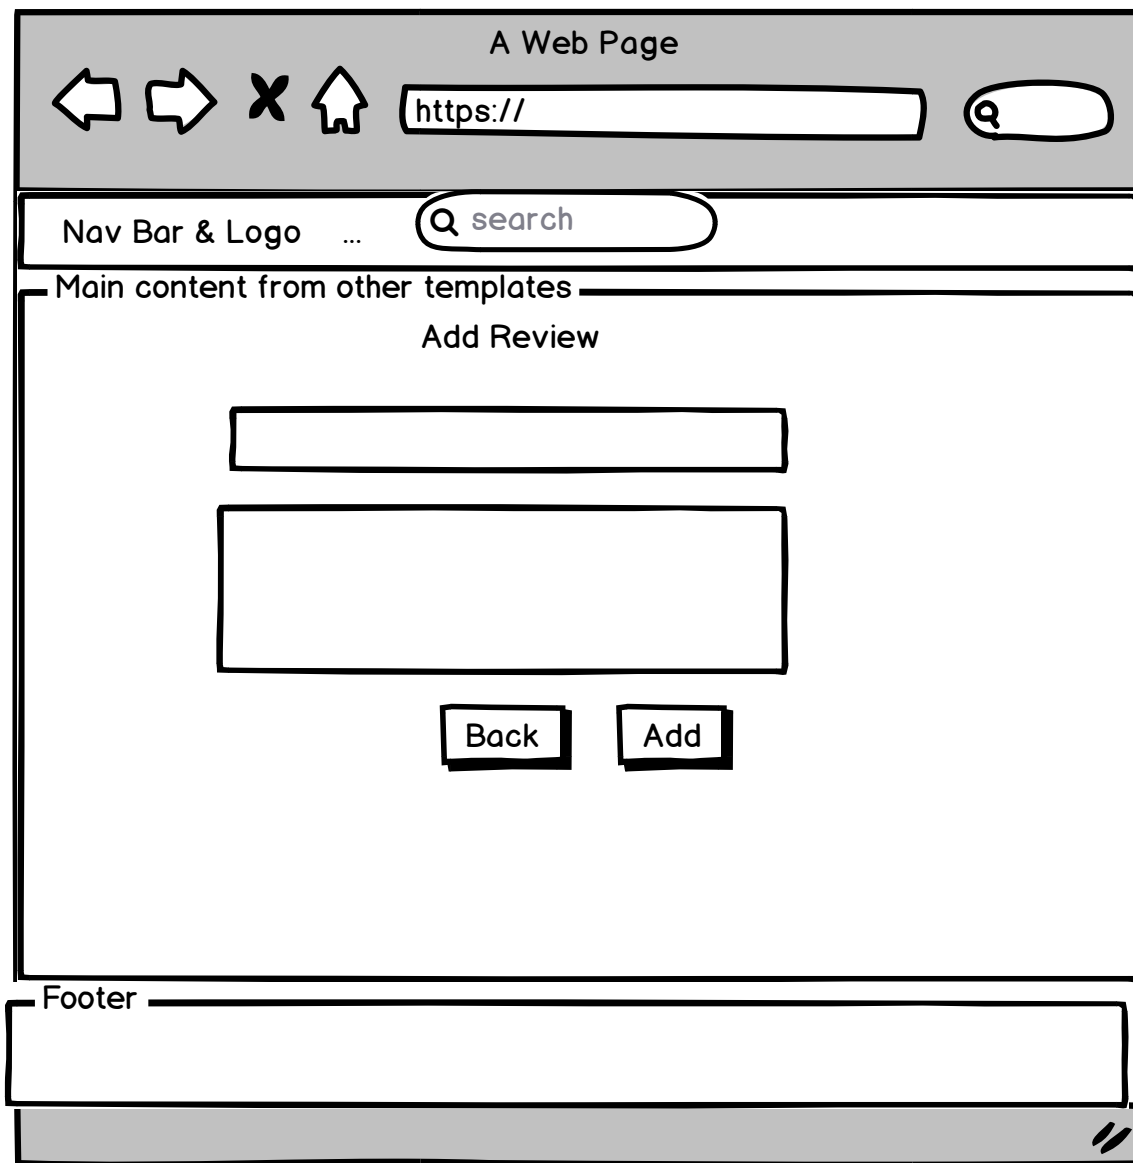 A Web Page
https://
search
Nav Bar & Logo ...
Main content from other templates
Add Review
Back Add
Footer